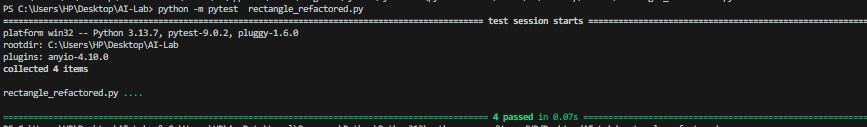 PS C:\Users\HP\Desktop\AI-Lab> python -m pytest  rectangle_refactored.py
================ test session starts ================
platform win32 -- Python 3.13.7, pytest-9.0.2, pluggy-1.6.0
rootdir: C:\Users\HP\Desktop\AI-Lab
plugins: anyio-4.10.0
collected 4 items
rectangle_refactored.py ....
================ 4 passed in 0.07s ================